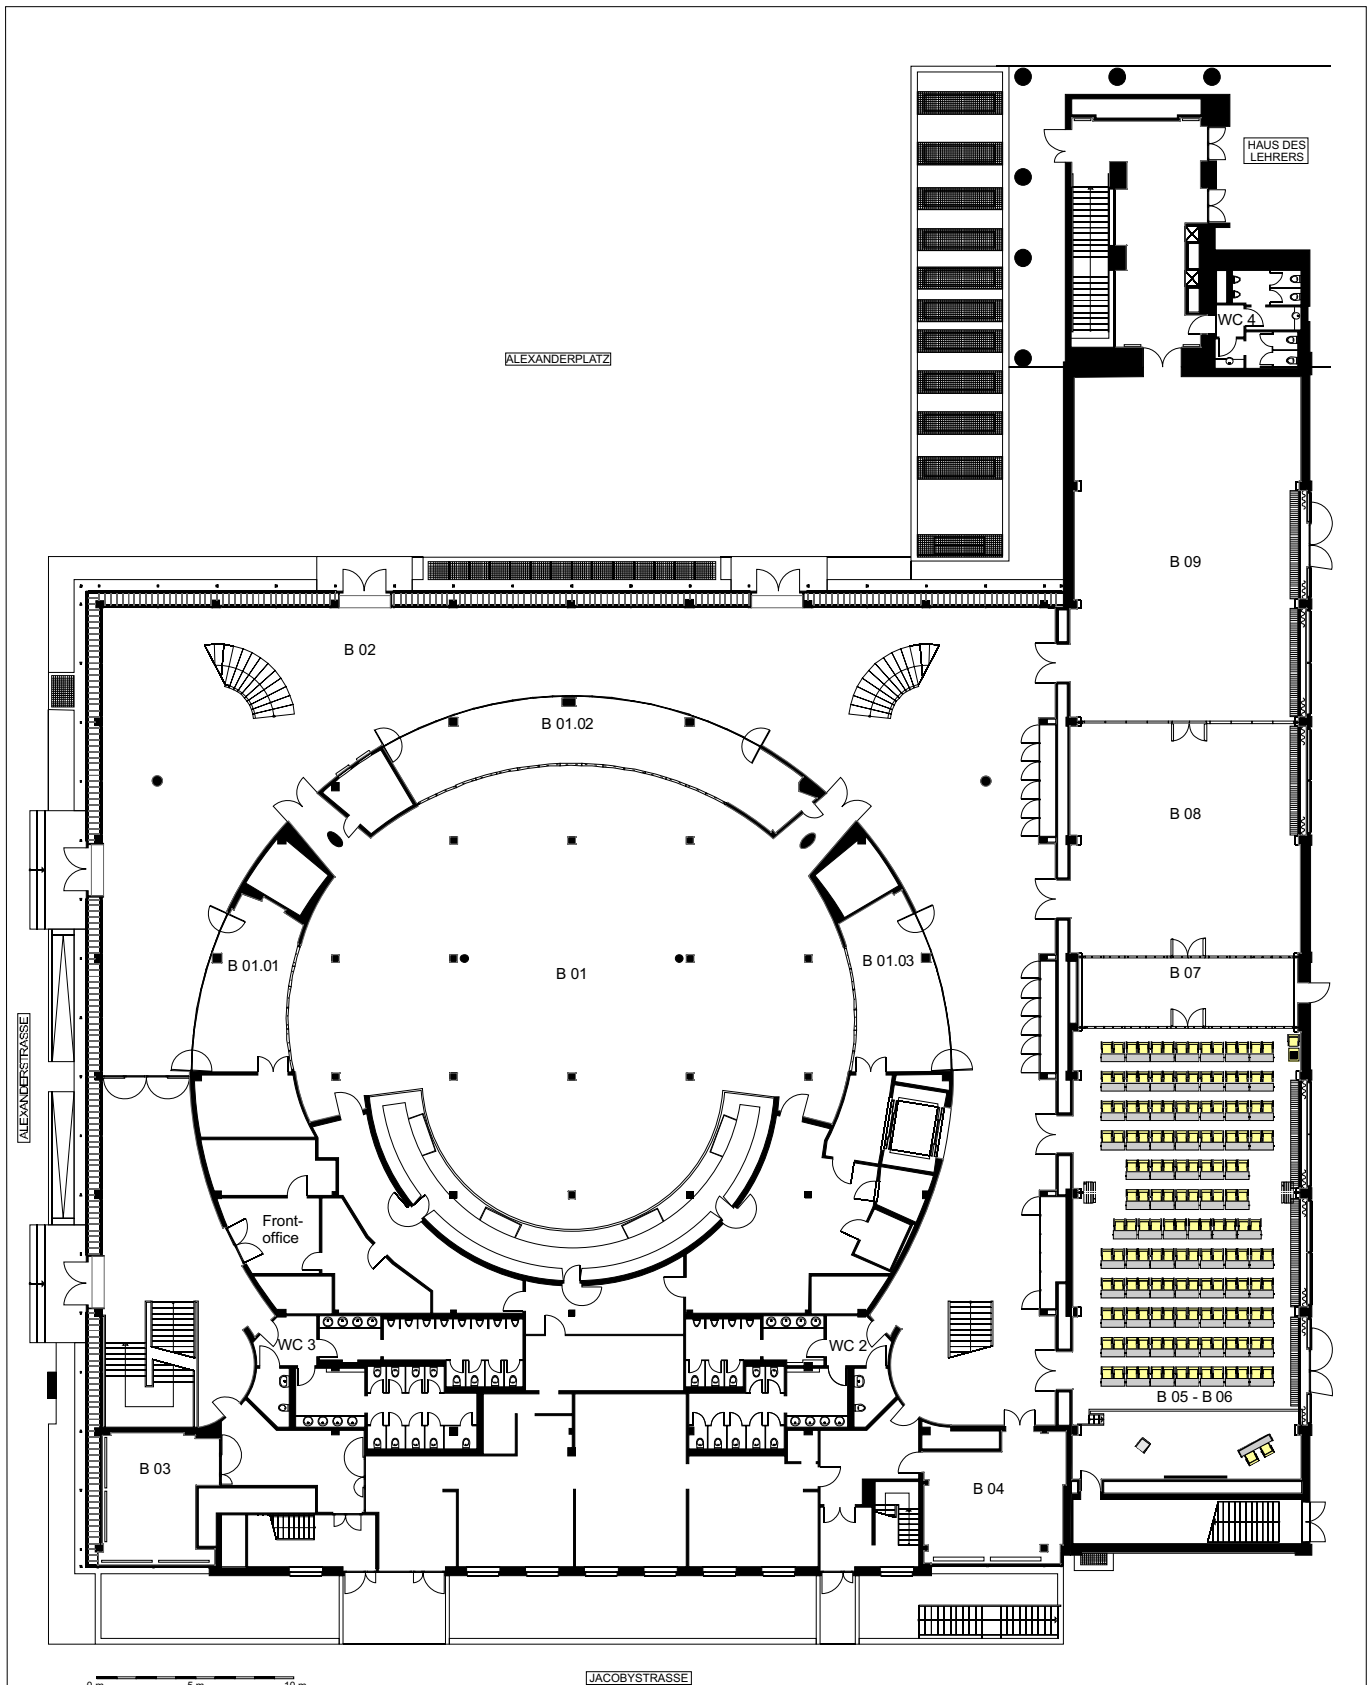 HAUS DES
LEHRERS
WC 4
ALEXANDERPLATZ
B 09
B 02
B 01.02
B 08
B 01.01
B 01
B 01.03
B 07
ALEXANDERSTRASSE
Front-
office
WC 3
WC 2
B 05 - B 06
B 03
B 04
JACOBYSTRASSE
0 m 5 m 10 m